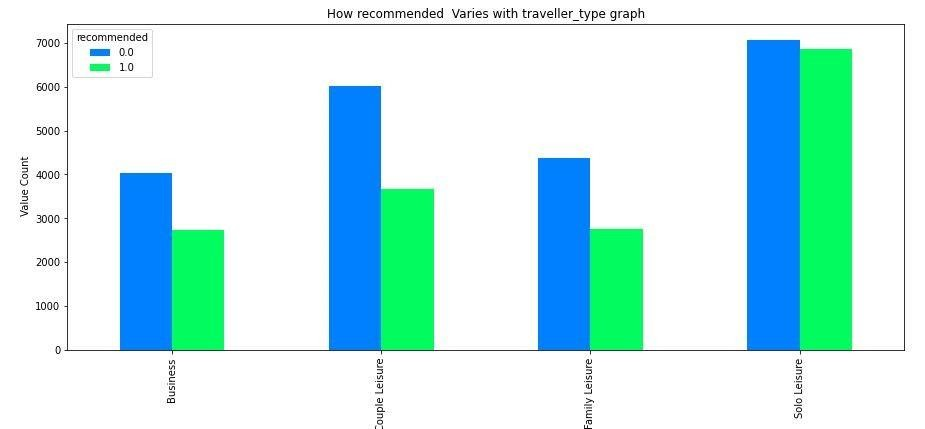 How recommended  Varies with traveller_type graph
recommended
0.0
1.0
7000
6000
5000
4000
3000
2000
1000
0
Value Count
Business
Couple Leisure
Family Leisure
Solo Leisure